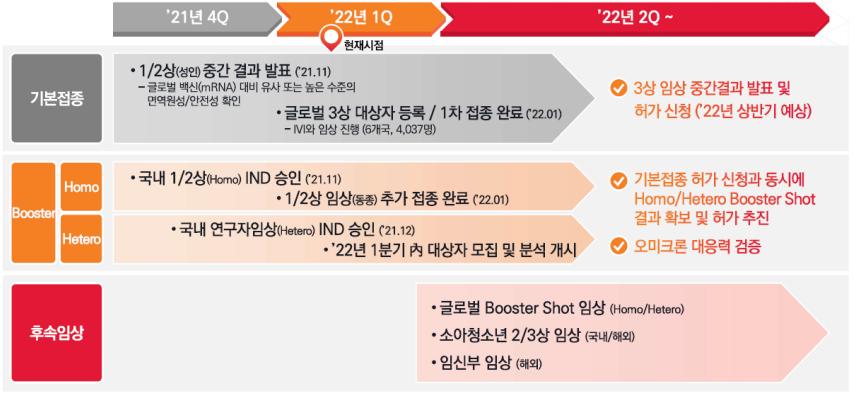 '21년 4Q
'22년 1Q
'22년 2Q ~
현재시점
기본접종
• 1/2상(성인) 중간 결과 발표 ('21.11)
– 글로벌 백신(mRNA) 대비 유사 또는 높은 수준의
면역원성/안전성 확인
• 글로벌 3상 대상자 등록 / 1차 접종 완료 ('22.01)
– IVI와 임상 진행 (6개국, 4,037명)
3상 임상 중간결과 발표 및
허가 신청 ('22년 상반기 예상)
Booster
Homo
• 국내 1/2상(Homo) IND 승인 ('21.11)
• 1/2상 임상(동종) 추가 접종 완료 ('22.01)
Hetero
• 국내 연구자임상(Hetero) IND 승인 ('21.12)
• '22년 1분기 內 대상자 모집 및 분석 개시
기본접종 허가 신청과 동시에
Homo/Hetero Booster Shot
결과 확보 및 허가 추진
오미크론 대응력 검증
후속임상
• 글로벌 Booster Shot 임상 (Homo/Hetero)
• 소아청소년 2/3상 임상 (국내/해외)
• 임신부 임상 (해외)